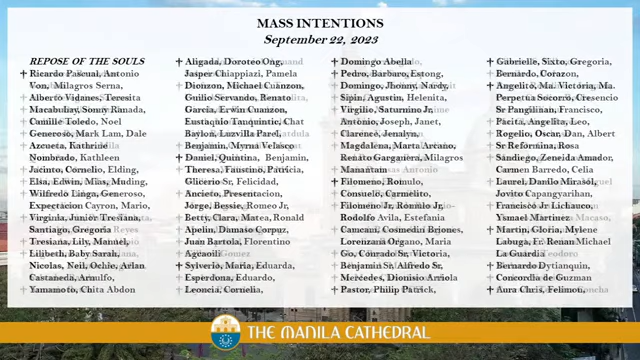 MASS INTENTIONS
September 22, 2023
REPOSE OF THE SOULS
✝ Ricardo Pascual, Antonio
Von, Milagros Serna,
Alberto Vidanes, Teresita
Macabulay, Sonny Ramada,
Camille Toledo, Noel
Generoso, Mark Lam, Dale
Azcueta, Kathrine
Nombrado, Kathleen
Jacinto, Cornelio, Elding,
Elsa, Edwin, Mias, Muding,
Wilfredo Linga, Generoso,
Expectacion Cayron, Mario,
Virginia, Junior
Santiago, Gregoria
Tresiana, Lily, Manuel,
Lilibeth, Baby Sarah,
Nicolas, Neil, Ochie, Arlan
Castaneda, Arnulfo,
Yamamoto, Chita Abdon
✝ Aligada, Doroteo Ong,
Jasper Chiappizzi, Pamela
Dionzon, Michael Cuanzon,
Guilio Servando, Renato
Garcia, Erwin Cuanzon,
Eustaquio Tanquintic, Chat
Baylon, Luzvilla Parel,
Benjamin, Myrna Velasco
✝ Daniel, Quintina, Benjamin,
Theresa, Faustino, Patricia,
Glicerio Sr, Felicidad,
Aniceto, Presentacion,
Jorge, Bessie, Romeo Jr,
Betty, Clara, Matea, Ronald
Apelin, Damaso Corpuz,
Juan Bartola, Florentino
Agcaoili
✝ Sylverio, Maria, Eduarda,
Esperdona, Eduardo,
Leoncia, Cornelia,
✝ Domingo Abella
✝ Pedro, Barbaro, Estong,
Domingo, Jhonny, Nardy,
Sipin, Agustin, Helenita,
Virgilio, Saturnino Jr,
Antonio, Joseph, Janet,
Clarence, Jenalyn,
Magdalena, Marta Arcano,
Renato Garganera, Milagros
Manantam
✝ Filomeno, Romulo,
Consuelo, Carmelito,
Filomeno Jr, Romulo Jr,
Rodolfo Avila, Estefania
Camcam, Cosmedin Briones,
Lorenzana Organo, Maria
Go, Conrado Sr, Victoria,
Benjamin Sr, Alfredo Sr,
Mercedes, Dionisio Arriola
✝ Pastor, Philip Patrick,
✝ Gabrielle, Sixto, Gregoria,
Bernardo, Corazon,
✝ Angelito, Ma. Victoria, Ma.
Perpetua Socorro, Crescencio
Sr Pangilinan, Francisco,
Pacita, Angelita, Leo,
Rogelio, Oscar, Dan, Albert
Sr Reformina, Rosa
Sandiego, Zeneida Amador,
Carmen Barredo, Celia
✝ Laurel, Danilo Mirasol,
Jovito Capangyarihan,
✝ Francisco Jr Lichauco,
Ysmael Martinez
✝ Martin, Gloria, Mylene
Labuga, Fr. Renan Michael
La Guardia
✝ Bernardo Dytianquin,
Concordia de Guzman
✝ Aura Chris, Felimon,
THE MANILA CATHEDRAL